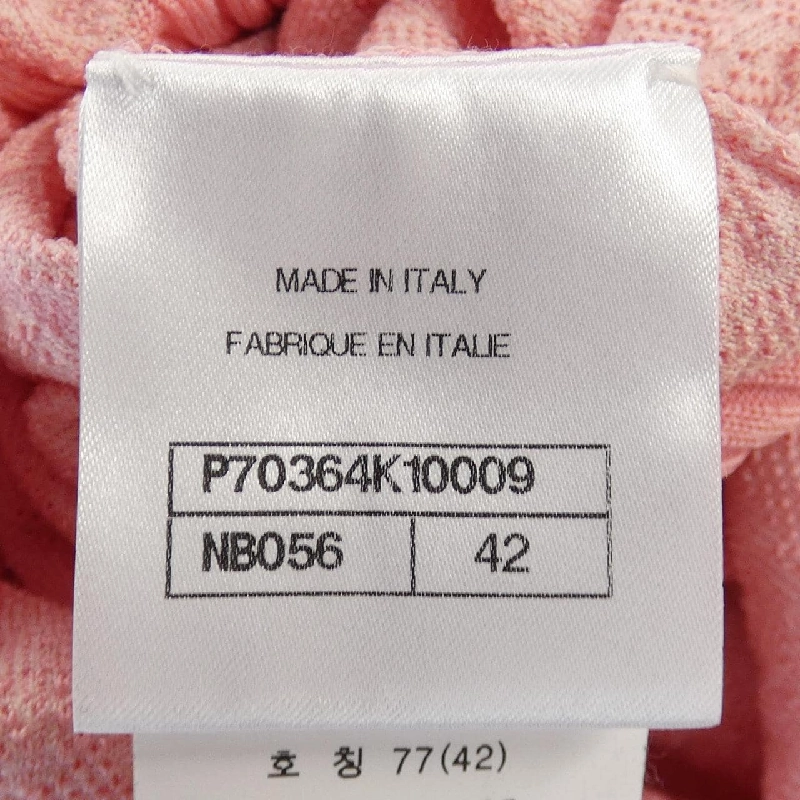 MADE IN ITALY
FABRIQUE EN ITALIE
P70364K10009
NB056 42
호 칭 77(42)